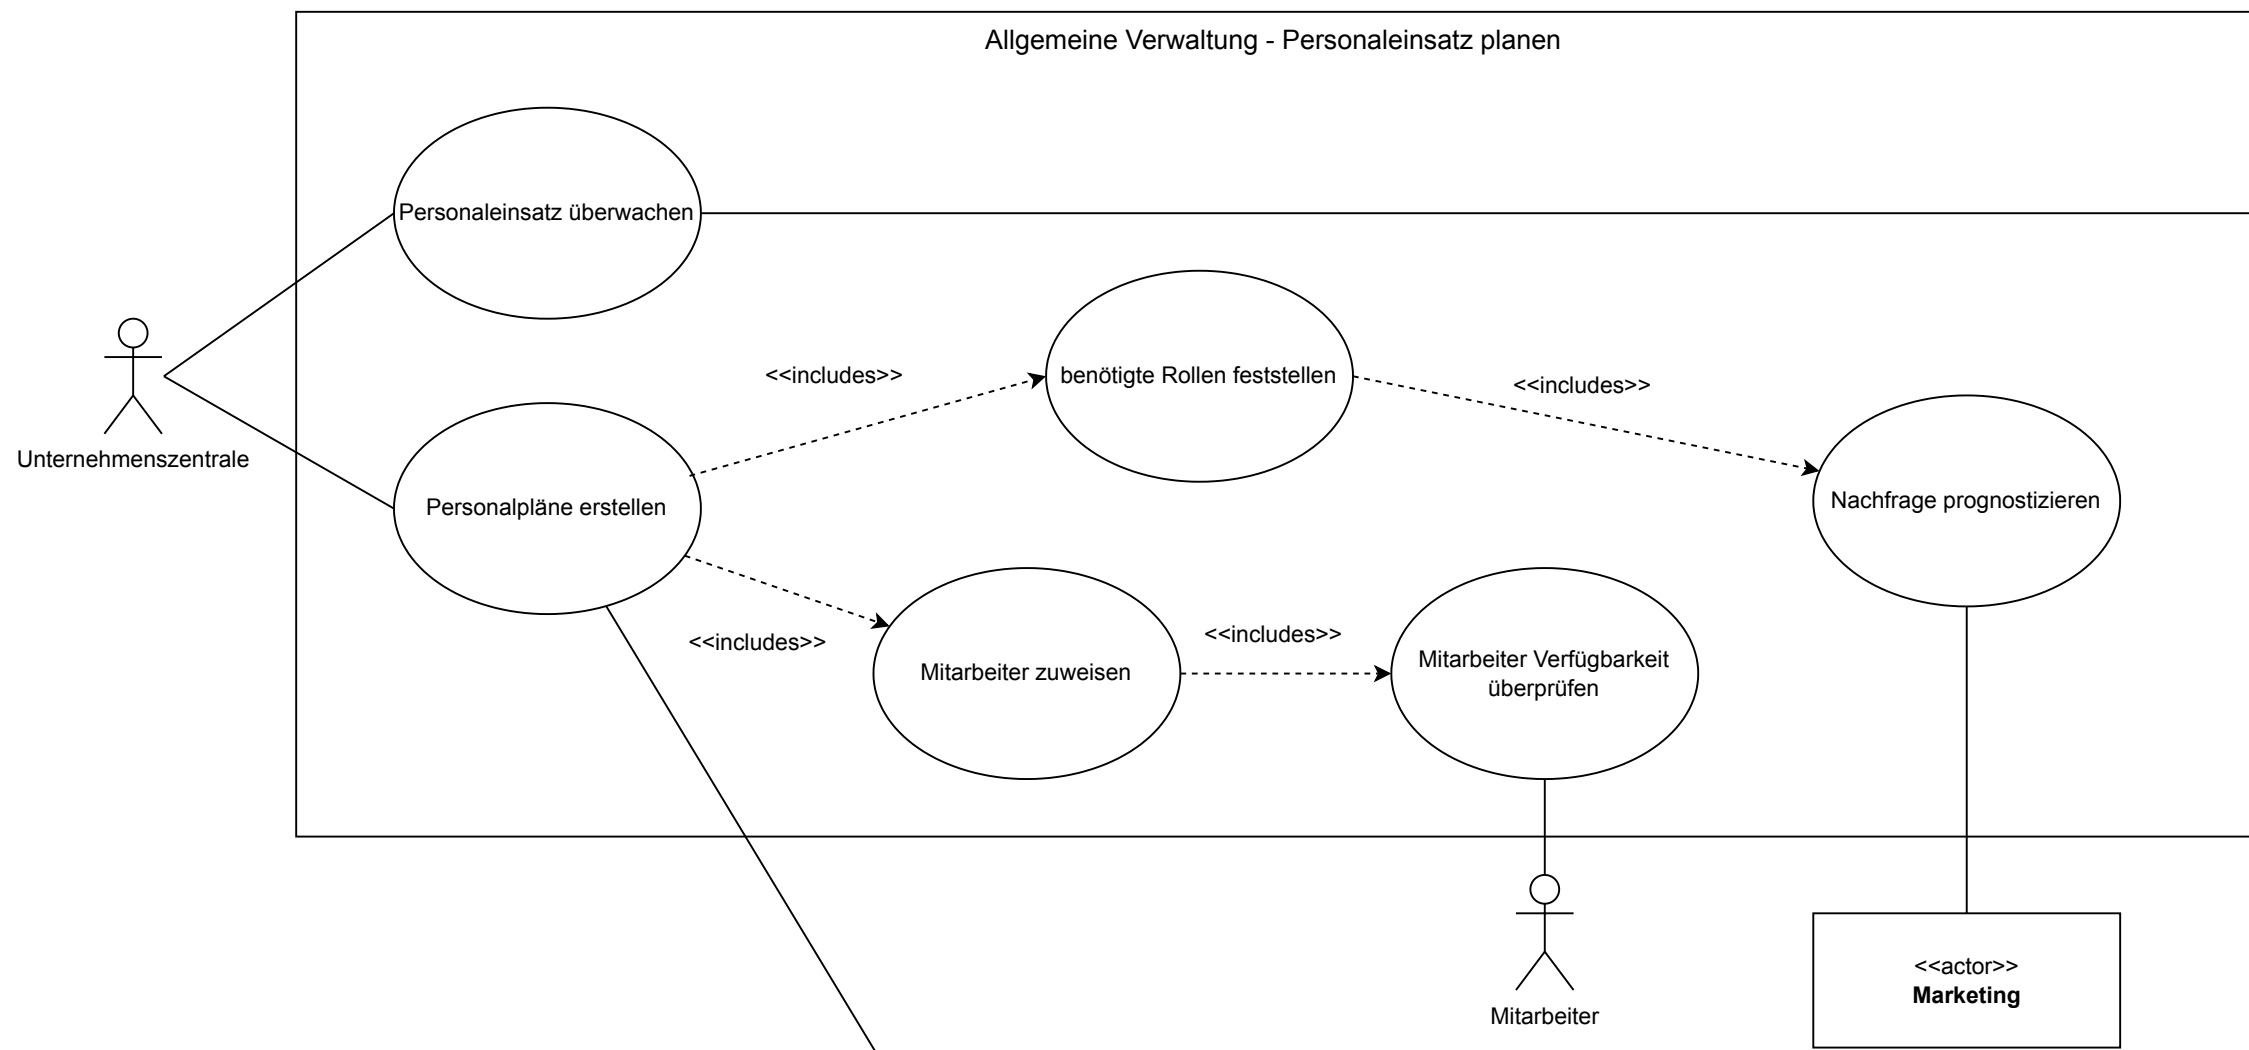 Allgemeine Verwaltung - Personaleinsatz planen
Personaleinsatz überwachen
<<includes>>
benötigte Rollen feststellen
<<includes>>
Unternehmenszentrale
Personalpläne erstellen
Nachfrage prognostizieren
<<includes>>
Mitarbeiter zuweisen
<<includes>>
Mitarbeiter Verfügbarkeit
überprüfen
Mitarbeiter
<<actor>>
Marketing